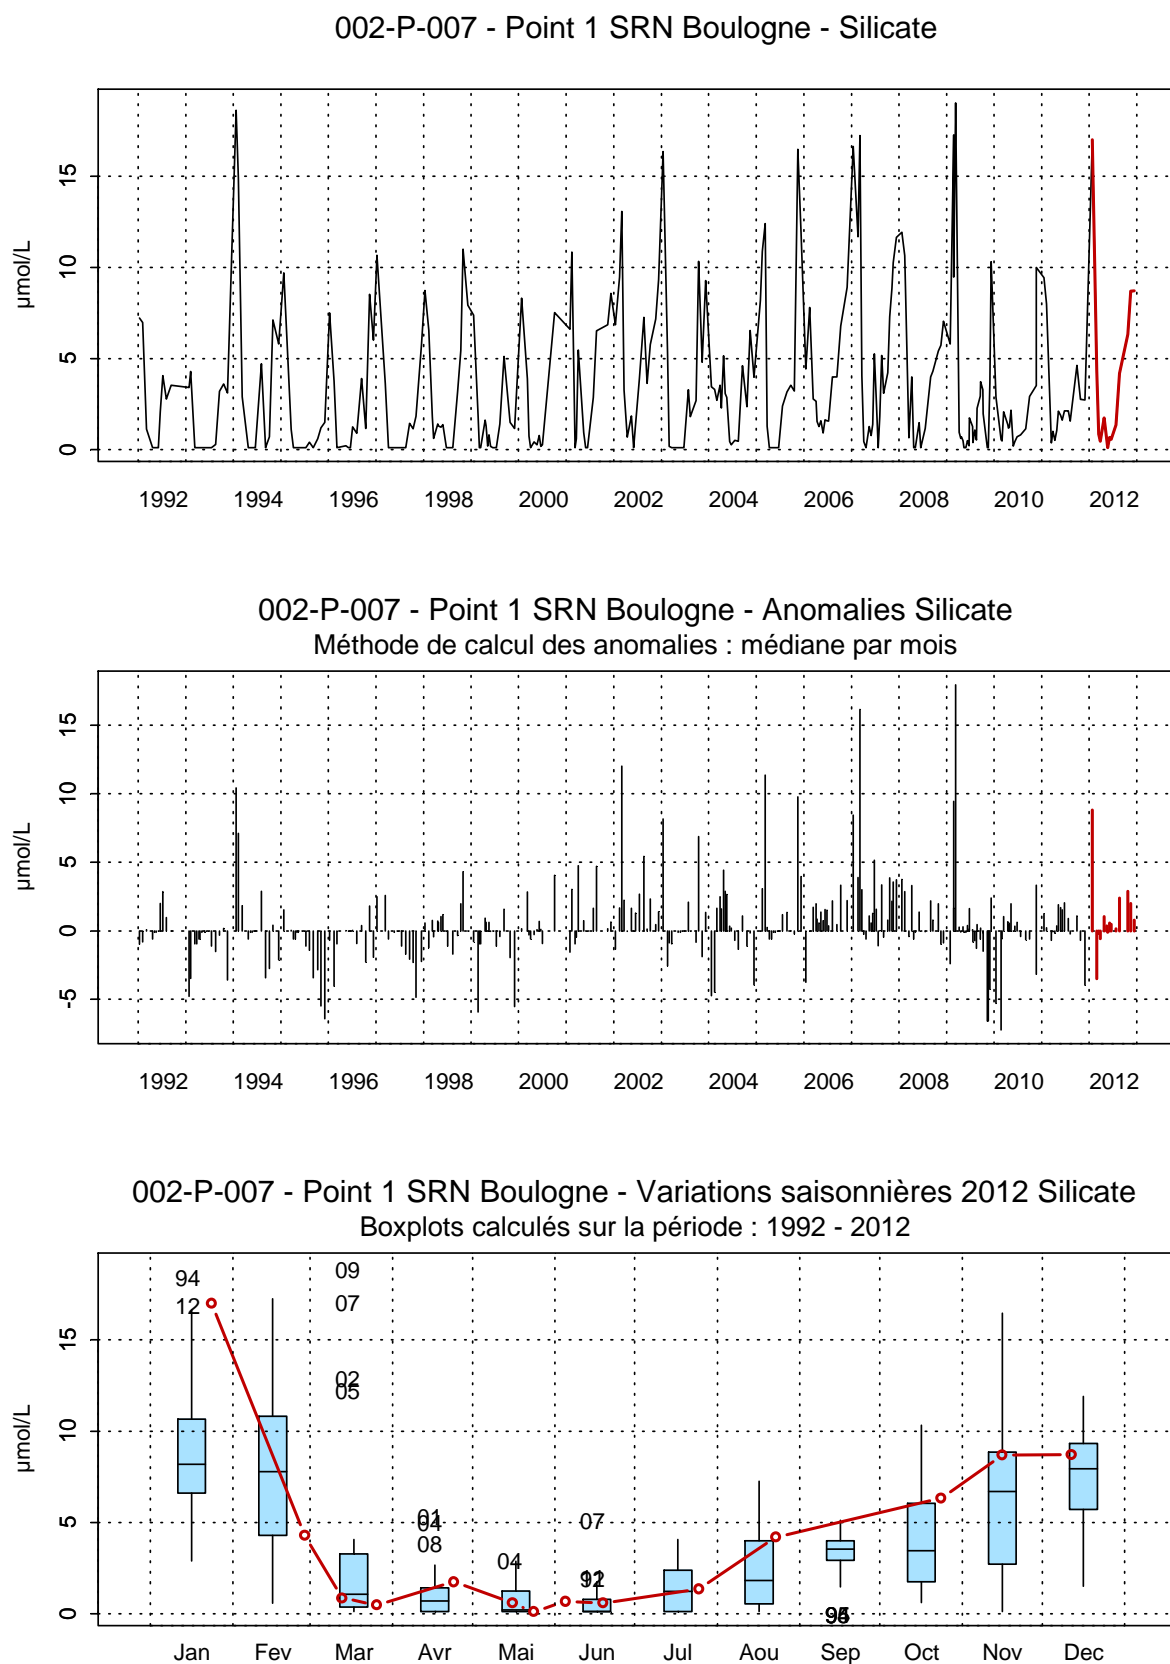 002-P-007 - Point 1 SRN Boulogne - Silicate
15
10
5
0
µmol/L
1992 1994 1996 1998 2000 2002 2004 2006 2008 2010 2012
002-P-007 - Point 1 SRN Boulogne - Anomalies Silicate
Méthode de calcul des anomalies : médiane par mois
15
10
5
0
-5
µmol/L
1992 1994 1996 1998 2000 2002 2004 2006 2008 2010 2012
002-P-007 - Point 1 SRN Boulogne - Variations saisonnières 2012 Silicate
Boxplots calculés sur la période : 1992 - 2012
15
10
5
0
µmol/L
94
12
09
07
02
05
01
04
08
04
07
11
92
Jan Fev Mar Avr Mai Jun Jul Aou Sep Oct Nov Dec